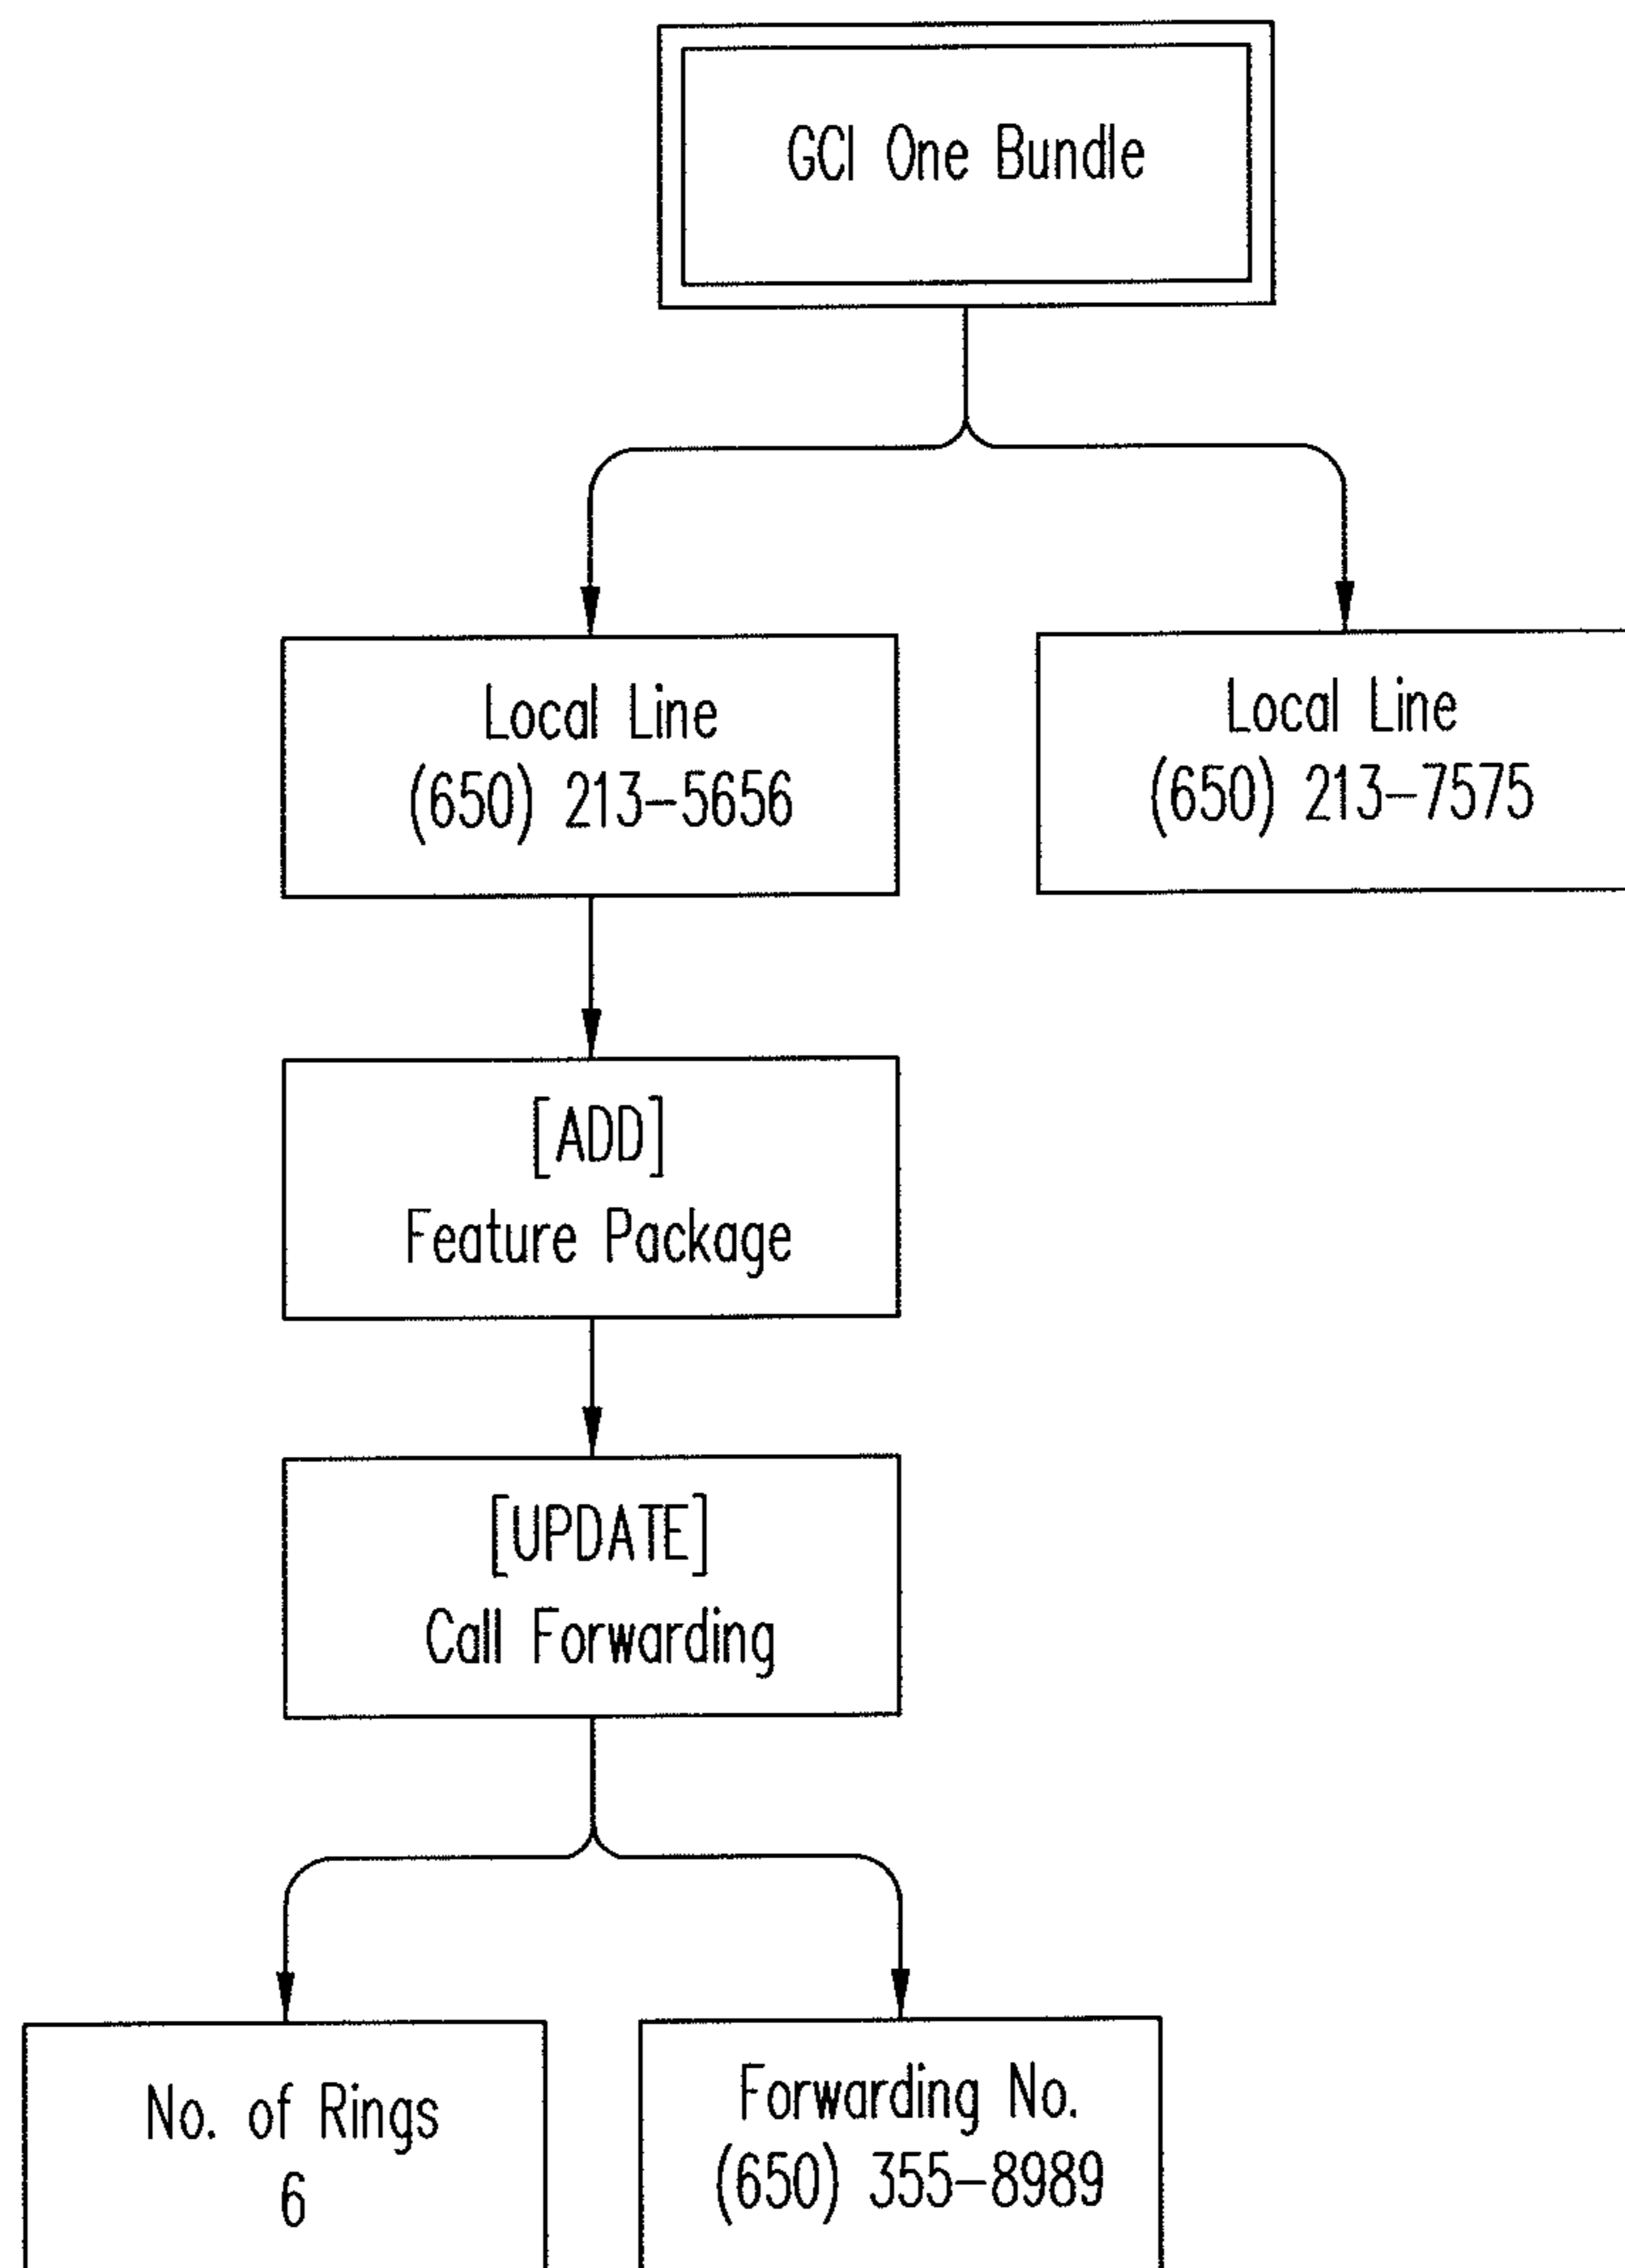 GCI One Bundle
Local Line
(650) 213-5656
Local Line
(650) 213-7575
[ADD]
Feature Package
[UPDATE]
Call Forwarding
No. of Rings
6
Forwarding No.
(650) 355-8989